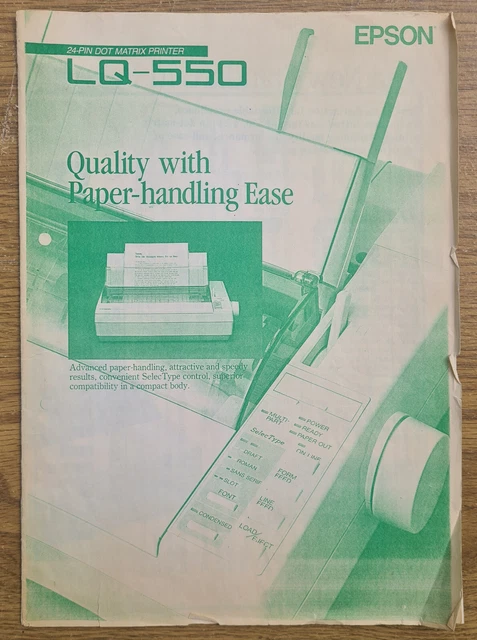 EPSON
24-PIN DOT MATRIX PRINTER
LQ-550
Quality with
Paper-handling Ease
Advanced paper-handling, attractive and speedy
results, convenient SelecType control, superior
compatibility in a compact body.
MULTI-PART
POWER
READY
PAPER OUT
ON LINE
SelecType
DRAFT
ROMAN
SANS SERIF
SLOT
FONT
CONDENSED
FORM FEED
LINE FEED
LOAD/EJECT